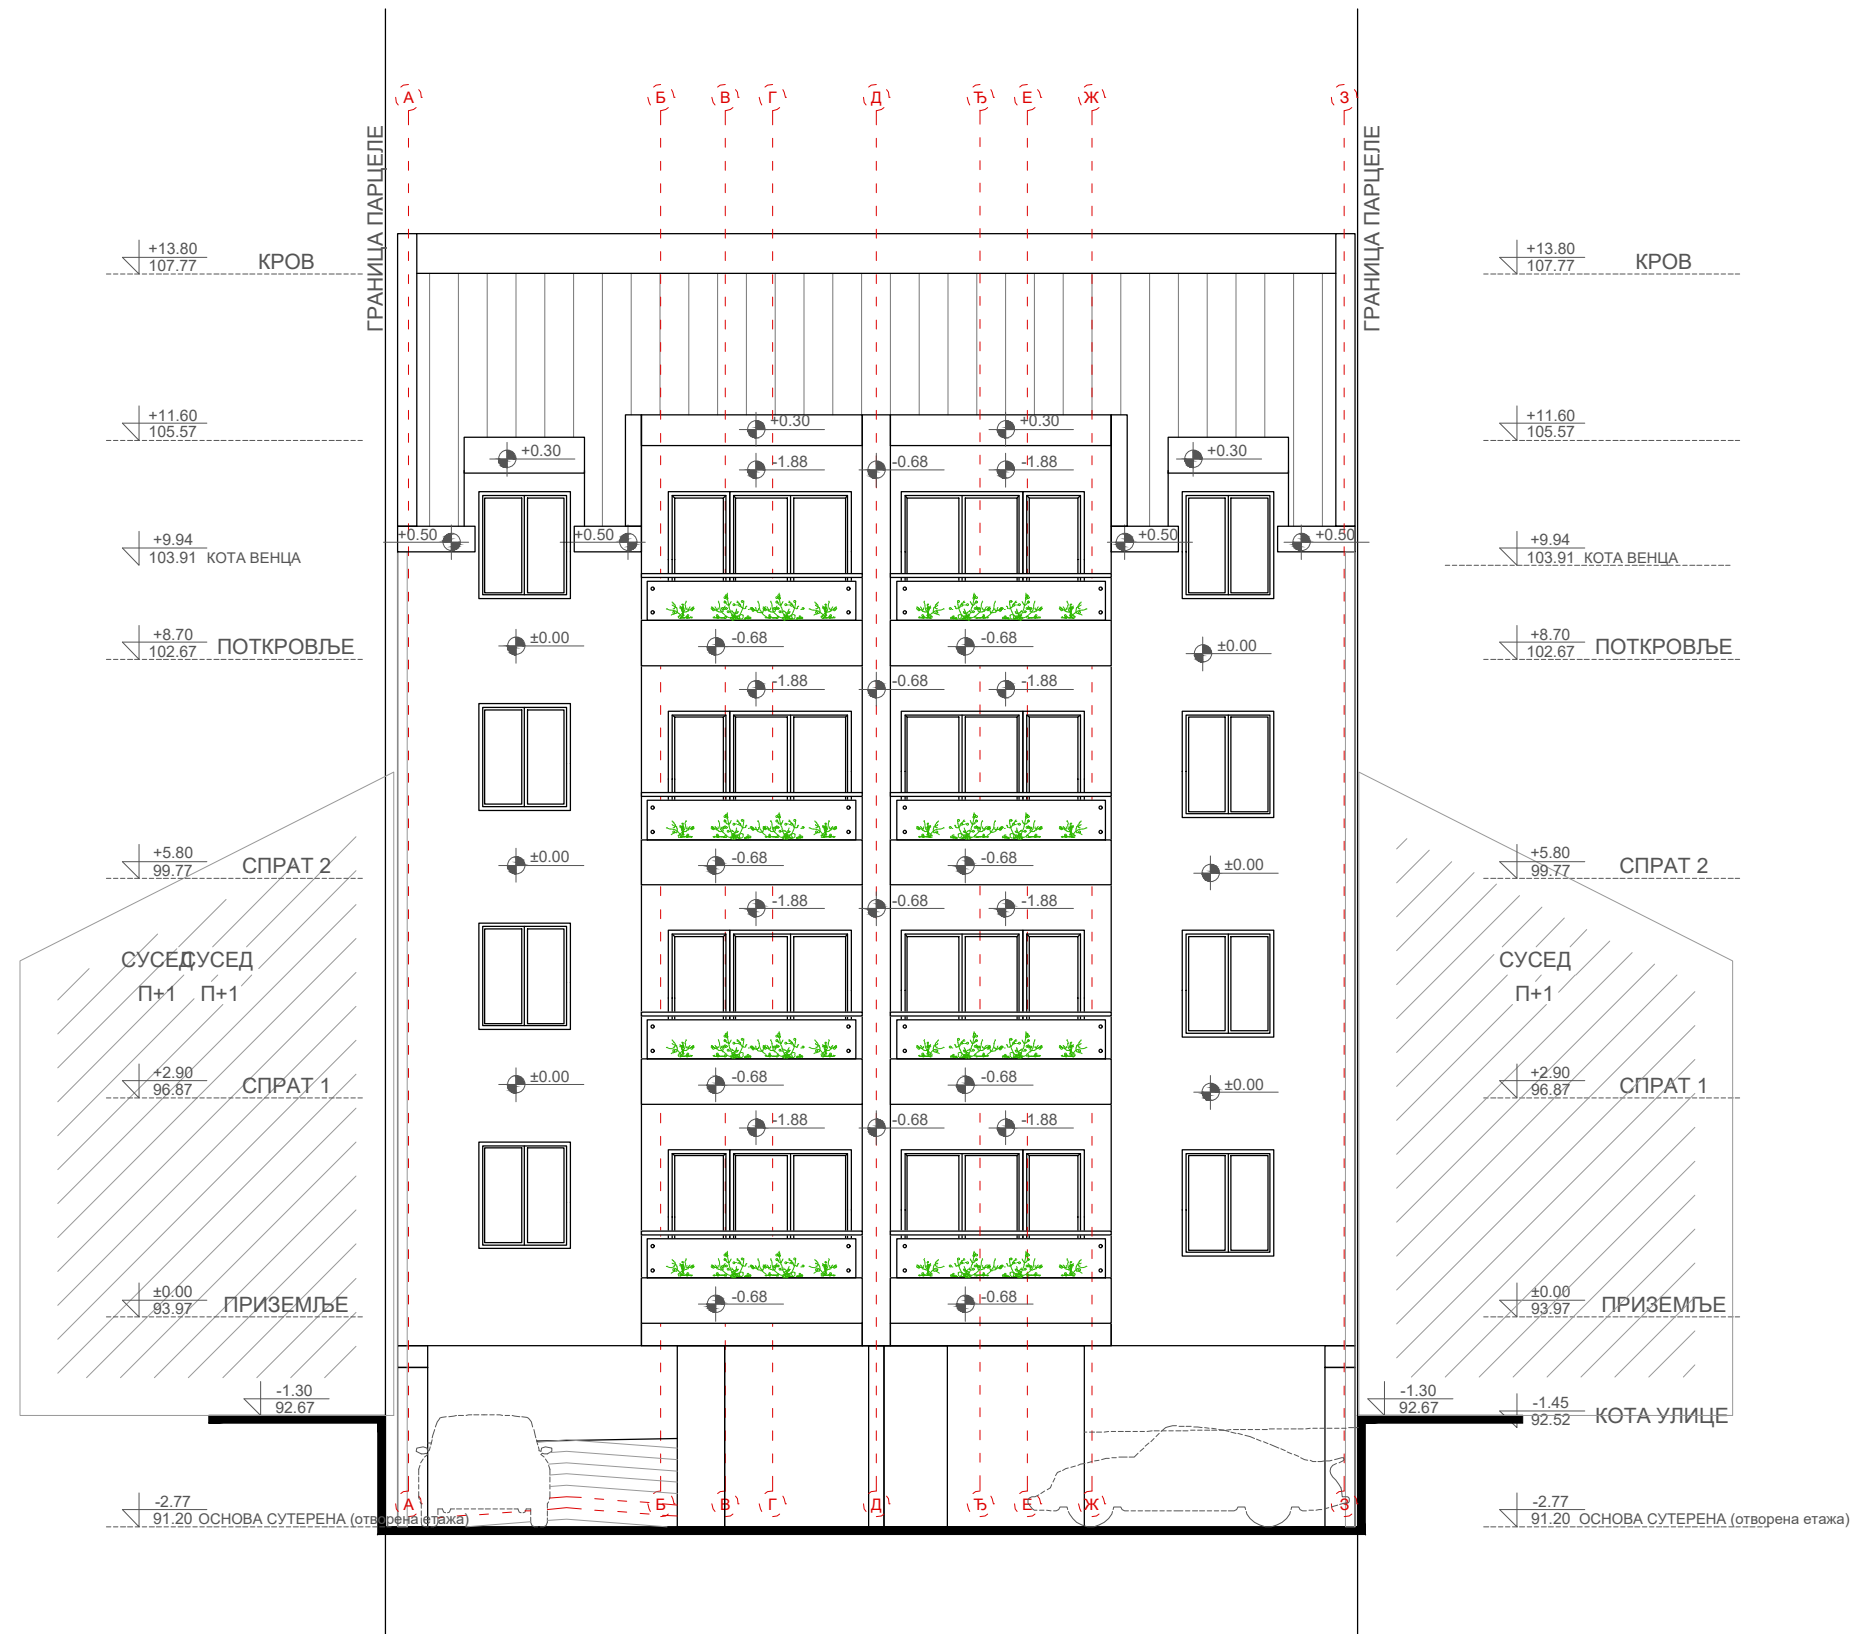 А Б В Г Д Ђ Е Ж З
ГРАНИЦА ПАРЦЕЛЕ
ГРАНИЦА ПАРЦЕЛЕ
+13.80
107.77 КРОВ
+13.80
107.77 КРОВ
+11.60
105.57
+11.60
105.57
+0.30 +0.30
+0.30 +0.30
-1.88 -0.68 -1.88
+0.50 +0.50 +0.50 +0.50
+9.94
103.91 КОТА ВЕНЦА
+9.94
103.91 КОТА ВЕНЦА
+8.70
102.67 ПОТКРОВЉЕ
±0.00 -0.68 -0.68 ±0.00
+8.70
102.67 ПОТКРОВЉЕ
-1.88 -0.68 -1.88
+5.80
99.77 СПРАТ 2
±0.00 -0.68 -0.68 ±0.00
+5.80
99.77 СПРАТ 2
-1.88 -0.68 -1.88
СУСЕД СУСЕД
П+1 П+1
СУСЕД
П+1
+2.90
96.87 СПРАТ 1
±0.00 -0.68 -0.68 ±0.00
+2.90
96.87 СПРАТ 1
-1.88 -0.68 -1.88
±0.00
93.97 ПРИЗЕМЉЕ
-0.68 -0.68
±0.00
93.97 ПРИЗЕМЉЕ
-1.30
92.67
-1.30
92.67
-1.45
92.52 КОТА УЛИЦЕ
А Б В Г Д Ђ Е Ж З
-2.77
91.20 ОСНОВА СУТЕРЕНА (отворена етажа)
-2.77
91.20 ОСНОВА СУТЕРЕНА (отворена етажа)